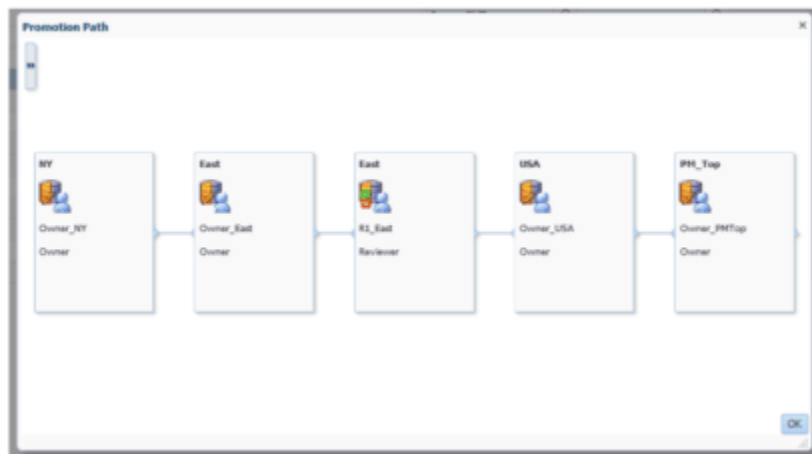 Promotion Path
NY
Owner_NY
Owner
East
Owner_East
Owner
East
R1_East
Reviewer
USA
Owner_USA
Owner
PM_Top
Owner_PMTop
Owner
OK